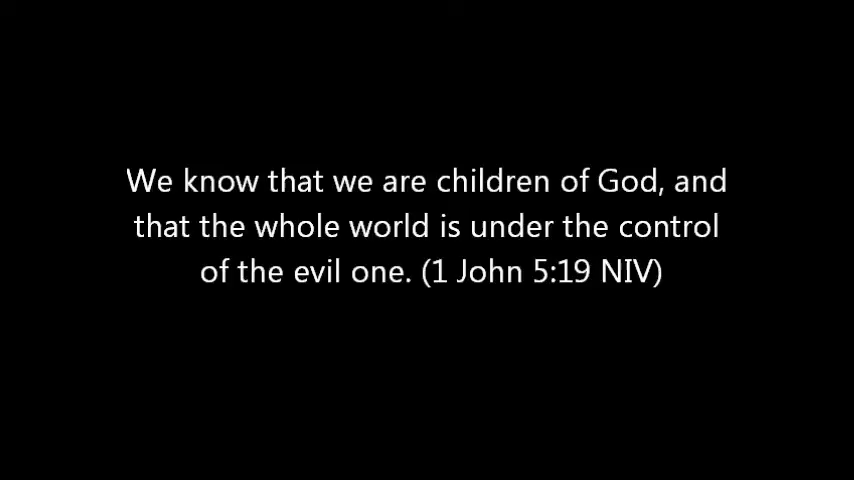 We know that we are children of God, and
that the whole world is under the control
of the evil one. (1 John 5:19 NIV)